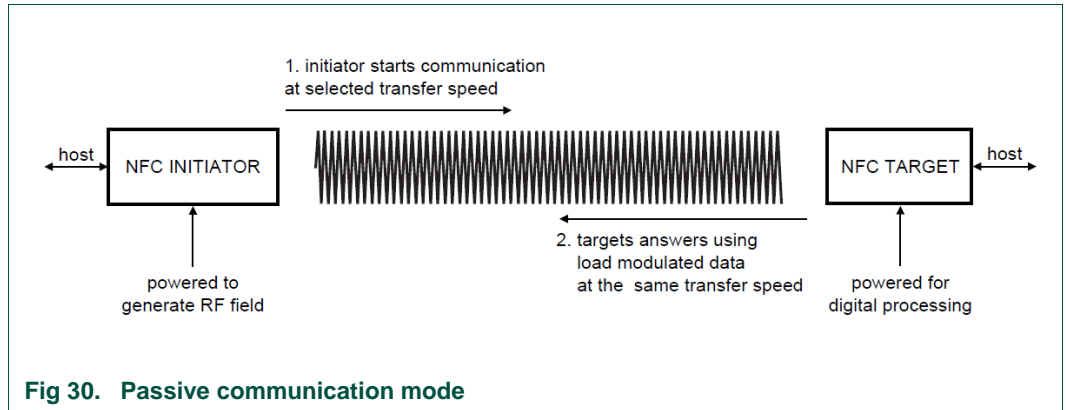 1. initiator starts communication
at selected transfer speed
host
NFC INITIATOR
NFC TARGET
host
2. targets answers using
load modulated data
at the same transfer speed
powered to
generate RF field
powered for
digital processing
Fig 30. Passive communication mode